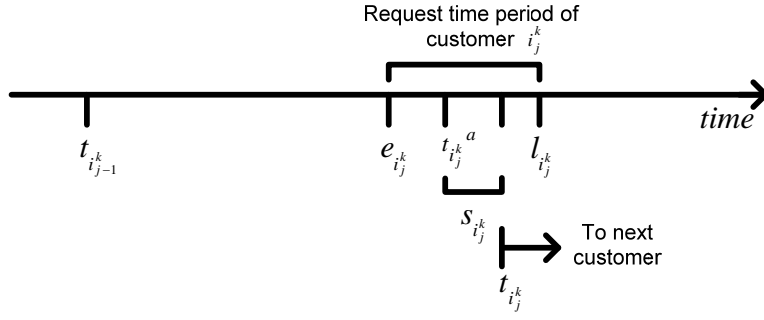 Request time period of
customer $i_j^k$
time
$t_{i_{j-1}^k}$ $e_{i_j^k}$ $t_{i_j^k}{}^a$ $l_{i_j^k}$
$s_{i_j^k}$
To next
customer
$t_{i_j^k}$